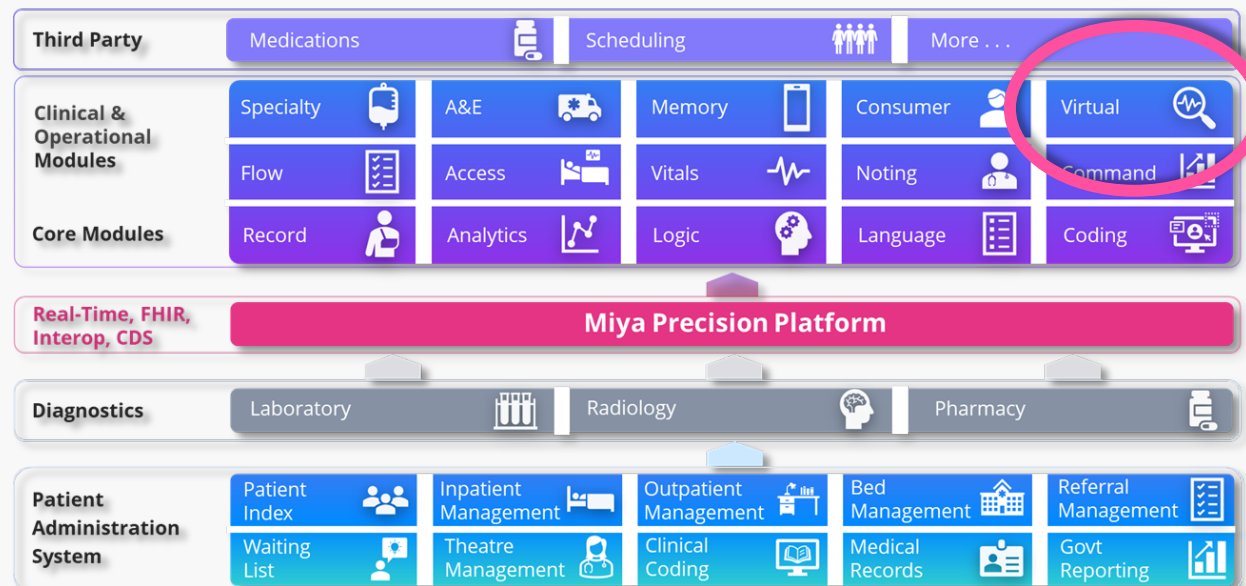 Third Party
Medications
Scheduling
More . . .
Clinical &
Operational
Modules
Specialty
A&E
Memory
Consumer
Virtual
Flow
Access
Vitals
Noting
Command
Core Modules
Record
Analytics
Logic
Language
Coding
Real-Time, FHIR,
Interop, CDS
Miya Precision Platform
Diagnostics
Laboratory
Radiology
Pharmacy
Patient
Administration
System
Patient
Index
Inpatient
Management
Outpatient
Management
Bed
Management
Referral
Management
Waiting
List
Theatre
Management
Clinical
Coding
Medical
Records
Govt
Reporting